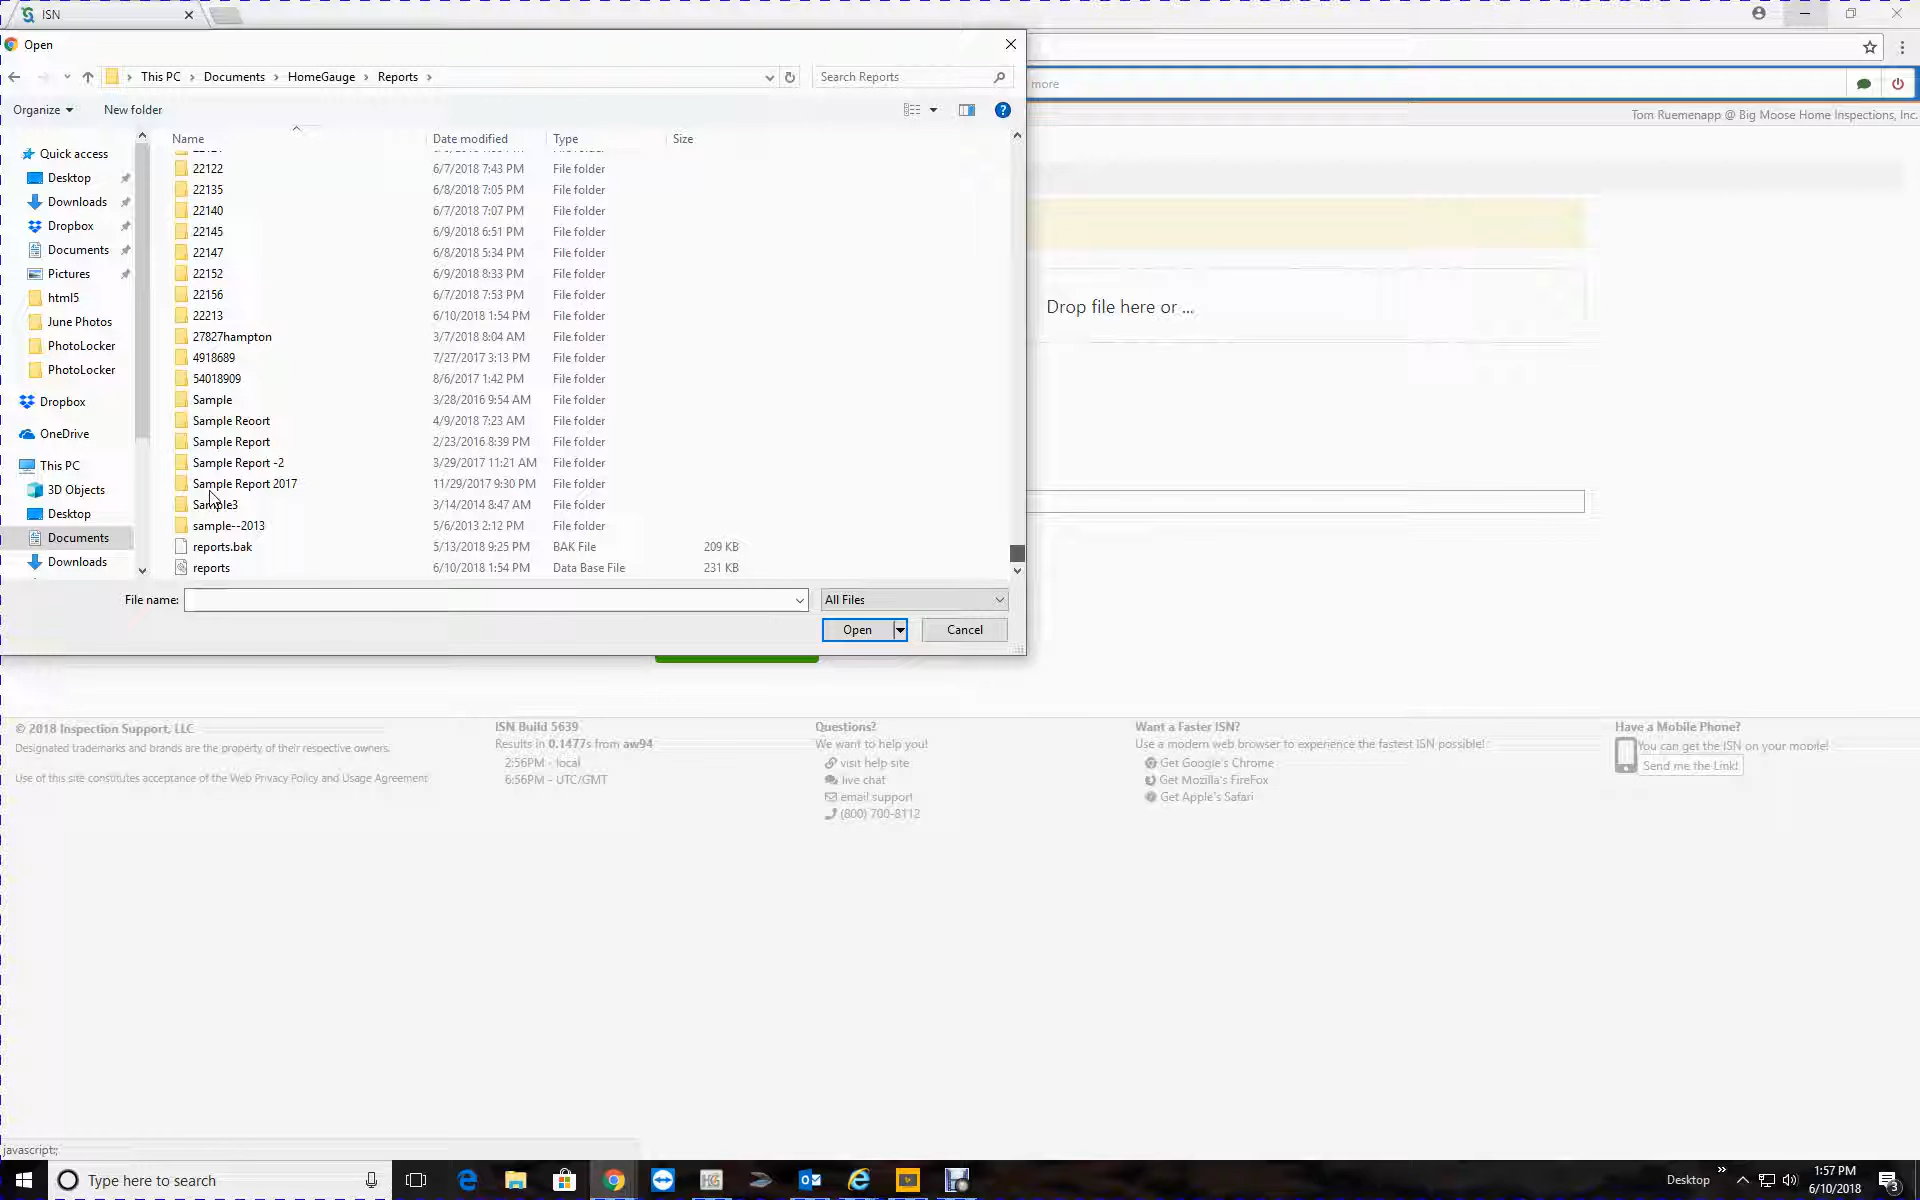 ISN
Open
This PC > Documents > HomeGauge > Reports >
Search Reports
more
Organize
New folder
Tom Ruemenapp @ Big Moose Home Inspections, Inc.
Name Date modified Type Size
Quick access
Desktop
Downloads
Dropbox
Documents
Pictures
html5
June Photos
PhotoLocker
PhotoLocker
Dropbox
OneDrive
This PC
3D Objects
Desktop
Documents
Downloads
22122 6/7/2018 7:43 PM File folder
22135 6/8/2018 7:05 PM File folder
22140 6/7/2018 7:07 PM File folder
22145 6/9/2018 6:51 PM File folder
22147 6/8/2018 5:34 PM File folder
22152 6/9/2018 8:33 PM File folder
22156 6/7/2018 7:53 PM File folder
22213 6/10/2018 1:54 PM File folder
27827hampton 3/7/2018 8:04 AM File folder
4918689 7/27/2017 3:13 PM File folder
54018909 8/6/2017 1:42 PM File folder
Sample 3/28/2016 9:54 AM File folder
Sample Reoort 4/9/2018 7:23 AM File folder
Sample Report 2/23/2016 8:39 PM File folder
Sample Report -2 3/29/2017 11:21 AM File folder
Sample Report 2017 11/29/2017 9:30 PM File folder
Sample3 3/14/2014 8:47 AM File folder
sample--2013 5/6/2013 2:12 PM File folder
reports.bak 5/13/2018 9:25 PM BAK File 209 KB
reports 6/10/2018 1:54 PM Data Base File 231 KB
Drop file here or ...
File name:
All Files
Open
Cancel
© 2018 Inspection Support, LLC
Designated trademarks and brands are the property of their respective owners.
Use of this site constitutes acceptance of the Web Privacy Policy and Usage Agreement
ISN Build 5639
Results in 0.1477s from aw94
2:56PM - local
6:56PM - UTC/GMT
Questions?
We want to help you!
visit help site
live chat
email support
(800) 700-8112
Want a Faster ISN?
Use a modern web browser to experience the fastest ISN possible!
Get Google's Chrome
Get Mozilla's FireFox
Get Apple's Safari
Have a Mobile Phone?
You can get the ISN on your mobile!
Send me the Link!
javascript:;
Type here to search
HG
Desktop
1:57 PM
6/10/2018
3